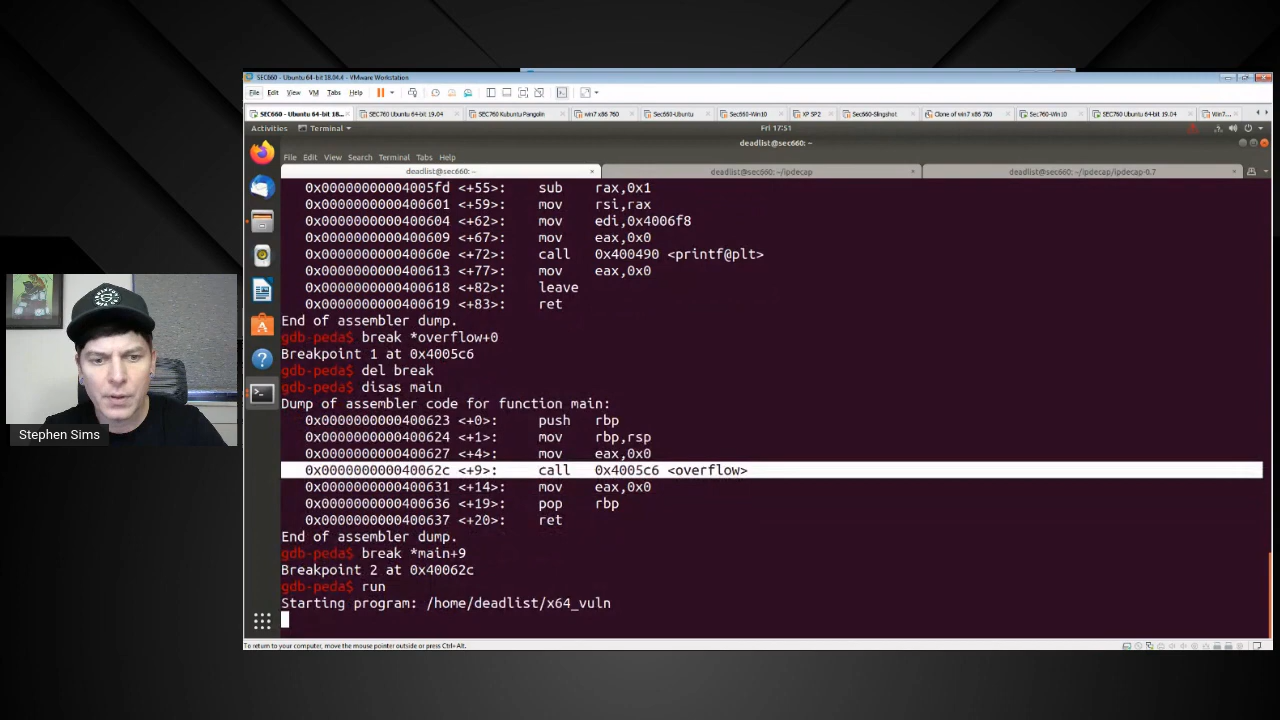 SEC660 - Ubuntu 64-bit 18.04.4 - VMware Workstation
File Edit View VM Tabs Help
SEC660 - Ubuntu 64-bit 18... SEC760 Ubuntu 64-bit 19.04 SEC760 Kubuntu Pangolin win7 x86 760 Sec660-Ubuntu Sec660-Win10 XP SP2 Sec660-Slingshot Clone of win7 x86 760 Sec760-Win10 SEC760 Ubuntu 64-bit 19.04 Win7...
Activities Terminal Fri 17:51
deadlist@sec660: ~
File Edit View Search Terminal Tabs Help
deadlist@sec660: ~ deadlist@sec660: ~/ipdecap deadlist@sec660: ~/ipdecap/ipdecap-0.7
0x00000000004005fd <+55>: sub rax,0x1
0x0000000000400601 <+59>: mov rsi,rax
0x0000000000400604 <+62>: mov edi,0x4006f8
0x0000000000400609 <+67>: mov eax,0x0
0x000000000040060e <+72>: call 0x400490 <printf@plt>
0x0000000000400613 <+77>: mov eax,0x0
0x0000000000400618 <+82>: leave
0x0000000000400619 <+83>: ret
End of assembler dump.
gdb-peda$ break *overflow+0
Breakpoint 1 at 0x4005c6
gdb-peda$ del break
gdb-peda$ disas main
Dump of assembler code for function main:
0x0000000000400623 <+0>: push rbp
0x0000000000400624 <+1>: mov rbp,rsp
0x0000000000400627 <+4>: mov eax,0x0
0x000000000040062c <+9>: call 0x4005c6 <overflow>
0x0000000000400631 <+14>: mov eax,0x0
0x0000000000400636 <+19>: pop rbp
0x0000000000400637 <+20>: ret
End of assembler dump.
gdb-peda$ break *main+9
Breakpoint 2 at 0x40062c
gdb-peda$ run
Starting program: /home/deadlist/x64_vuln
Stephen Sims
To return to your computer, move the mouse pointer outside or press Ctrl+Alt.